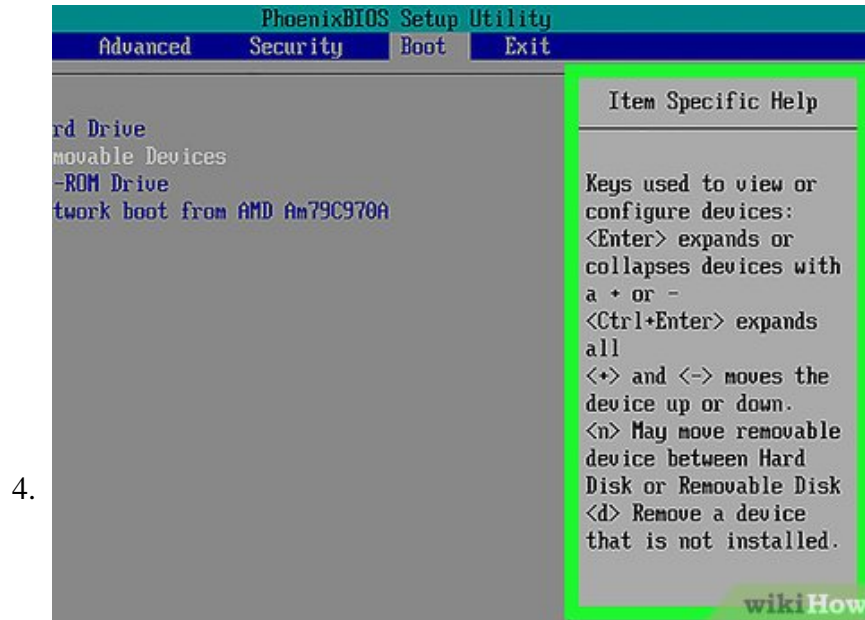 PhoenixBIOS Setup Utility
Advanced Security Boot Exit
rd Drive
movable Devices
-ROM Drive
twork boot from AMD Am79C970A
Item Specific Help
Keys used to view or
configure devices:
<Enter> expands or
collapses devices with
a + or -
<Ctrl+Enter> expands
all
<+> and <-> moves the
device up or down.
<n> May move removable
device between Hard
Disk or Removable Disk
<d> Remove a device
that is not installed.
4.
wikiHow